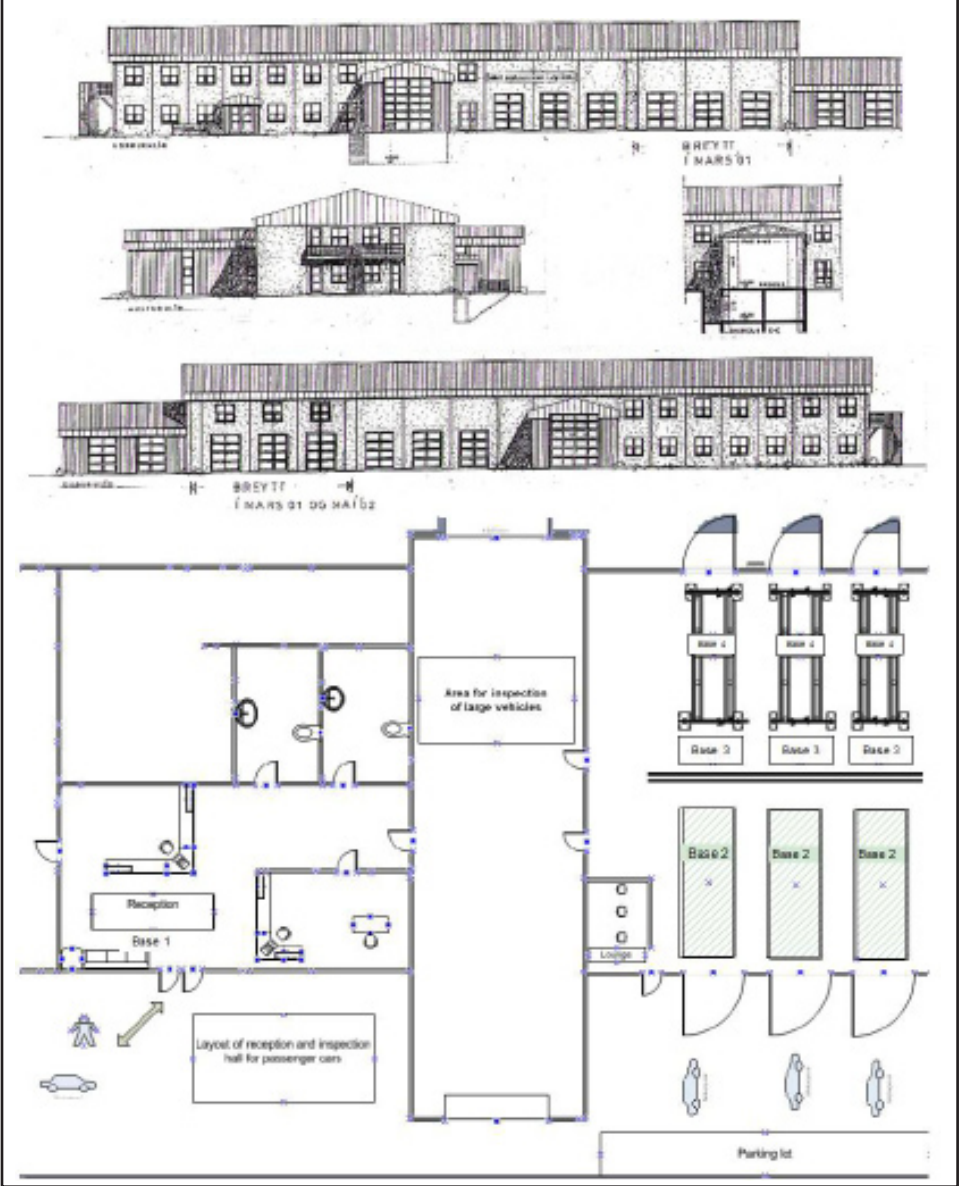 BREYTT
Í MARS 01
BREYTT
Í MARS 01 OG MAÍ 02
Area for inspection
of large vehicles
Base 4
Base 4
Base 4
Base 3
Base 3
Base 3
Base 2
Base 2
Base 2
Reception
Base 1
Lounge
Layout of reception and inspection
hall for passenger cars
Parking lot